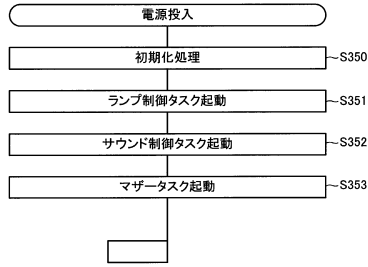 電源投入
初期化処理 S350
ランプ制御タスク起動 S351
サウンド制御タスク起動 S352
マザータスク起動 S353